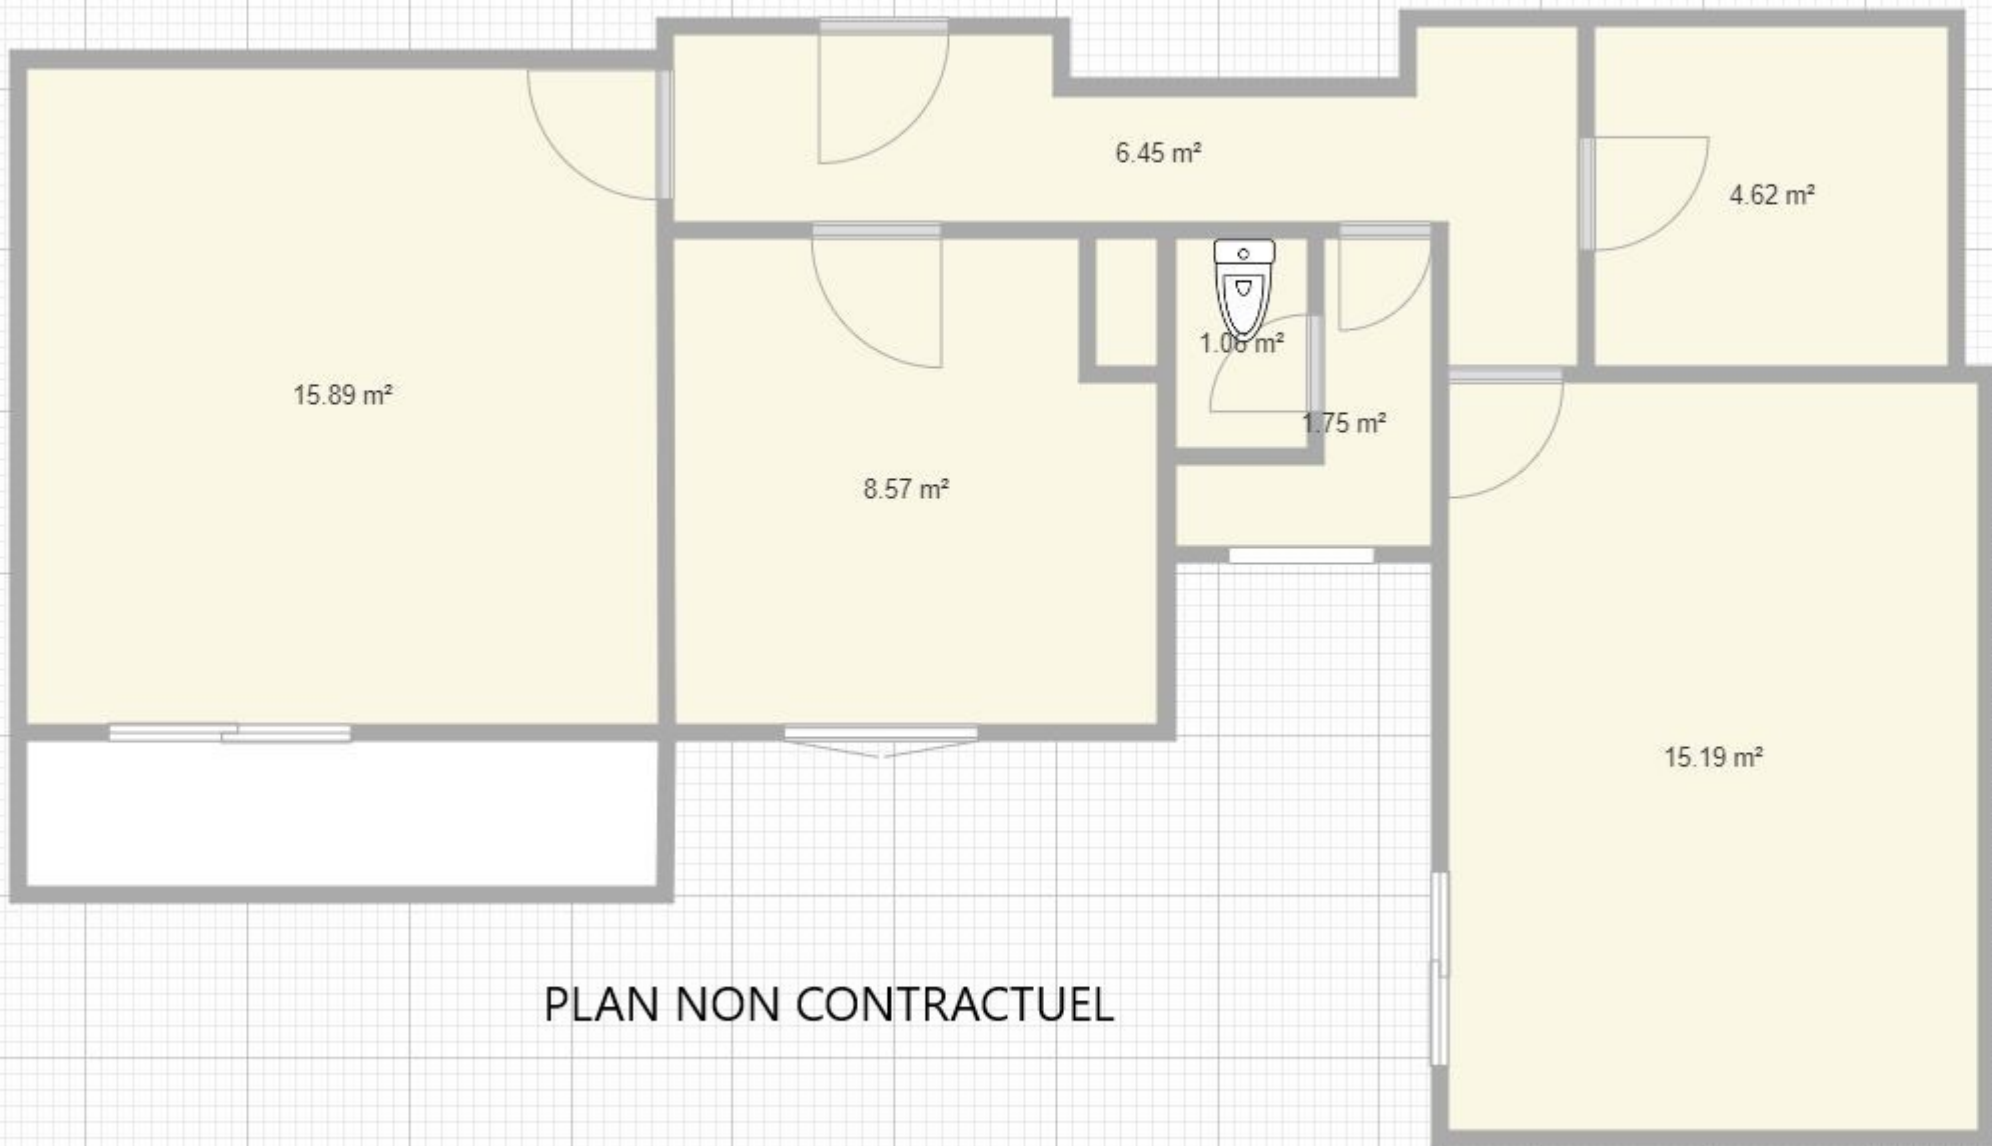 6.45 m²
4.62 m²
1.06 m²
15.89 m²
1.75 m²
8.57 m²
15.19 m²
PLAN NON CONTRACTUEL